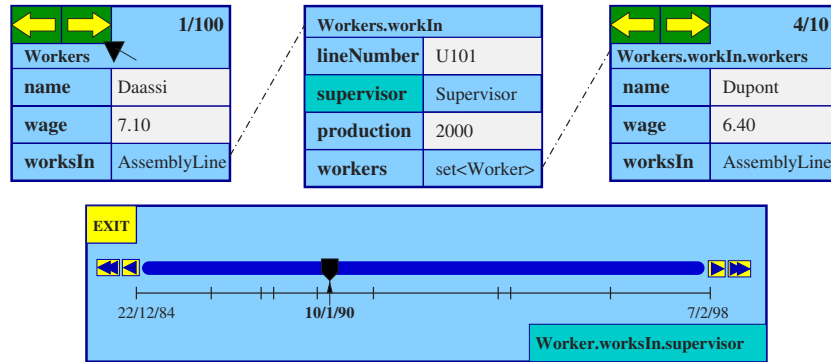 1/100
Workers
name Daassi
wage 7.10
worksIn AssemblyLine
Workers.workIn
lineNumber U101
supervisor Supervisor
production 2000
workers set<Worker>
4/10
Workers.workIn.workers
name Dupont
wage 6.40
worksIn AssemblyLine
EXIT
22/12/84 10/1/90 7/2/98
Worker.worksIn.supervisor